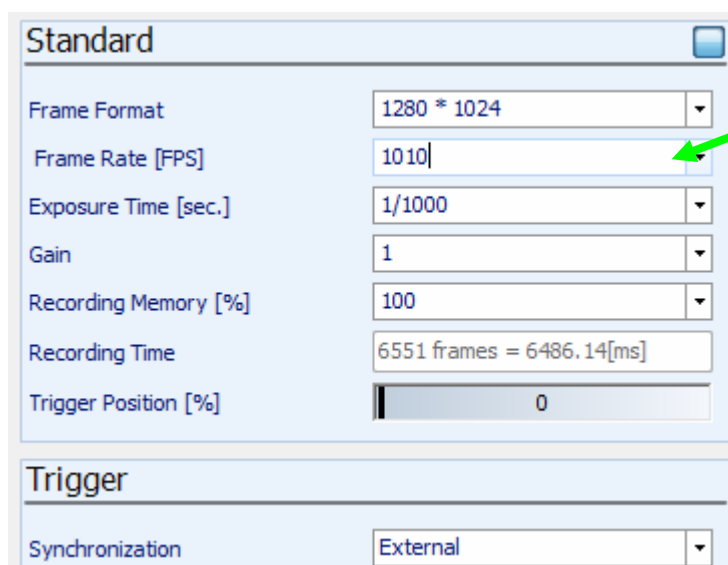 Standard
Frame Format 1280 * 1024
Frame Rate [FPS] 1010
Exposure Time [sec.] 1/1000
Gain 1
Recording Memory [%] 100
Recording Time 6551 frames = 6486.14[ms]
Trigger Position [%] 0
Trigger
Synchronization External